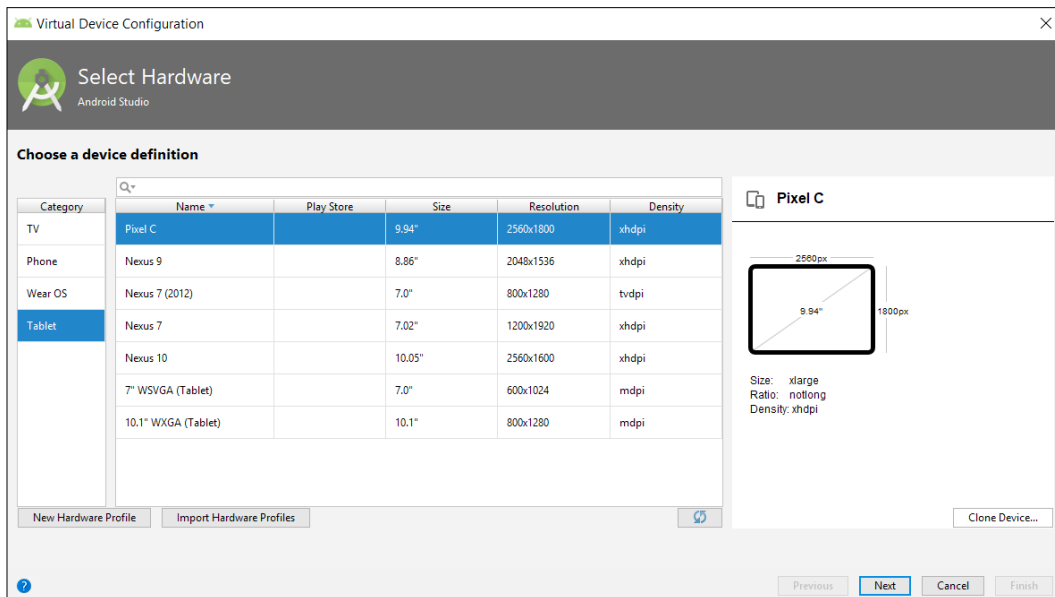 Virtual Device Configuration
Select Hardware
Android Studio
Choose a device definition
Category
TV
Phone
Wear OS
Tablet
Name Play Store Size Resolution Density
Pixel C 9.94" 2560x1800 xhdpi
Nexus 9 8.86" 2048x1536 xhdpi
Nexus 7 (2012) 7.0" 800x1280 tvdpi
Nexus 7 7.02" 1200x1920 xhdpi
Nexus 10 10.05" 2560x1600 xhdpi
7" WSVGA (Tablet) 7.0" 600x1024 mdpi
10.1" WXGA (Tablet) 10.1" 800x1280 mdpi
New Hardware Profile Import Hardware Profiles
Pixel C
2560px
9.94" 1800px
Size: xlarge
Ratio: notlong
Density: xhdpi
Clone Device...
? Previous Next Cancel Finish